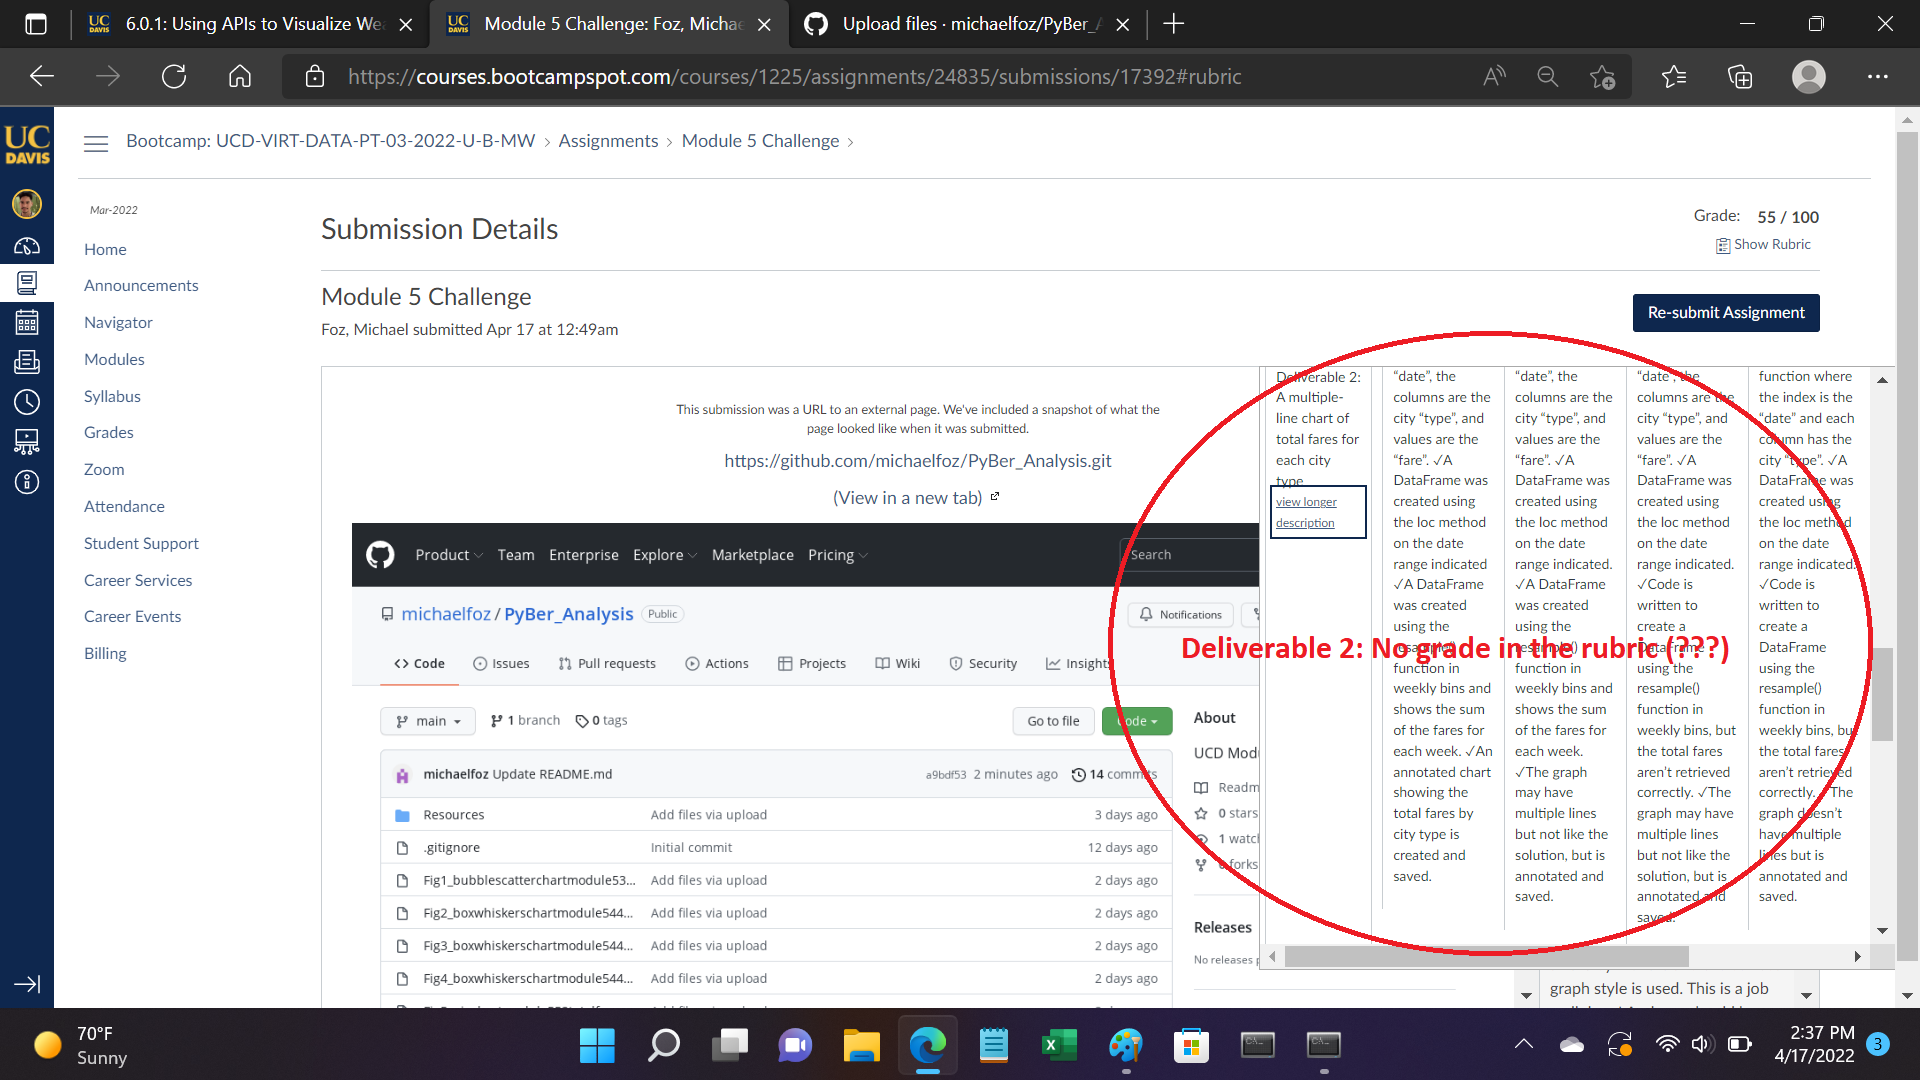 6.0.1: Using APIs to Visualize We
Module 5 Challenge: Foz, Micha
Upload files · michaelfoz/PyBer_
https://courses.bootcampspot.com/courses/1225/assignments/24835/submissions/17392#rubric
UC
DAVIS
Bootcamp: UCD-VIRT-DATA-PT-03-2022-U-B-MW > Assignments > Module 5 Challenge >
Mar-2022
Home
Announcements
Navigator
Modules
Syllabus
Grades
Zoom
Attendance
Student Support
Career Services
Career Events
Billing
Submission Details
Grade: 55 / 100
Show Rubric
Module 5 Challenge
Foz, Michael submitted Apr 17 at 12:49am
Re-submit Assignment
This submission was a URL to an external page. We've included a snapshot of what the
page looked like when it was submitted.
https://github.com/michaelfoz/PyBer_Analysis.git
(View in a new tab)
Product Team Enterprise Explore Marketplace Pricing
Search
michaelfoz / PyBer_Analysis Public
Notifications
Code Issues Pull requests Actions Projects Wiki Security Insights
main 1 branch 0 tags
Go to file Code
michaelfoz Update README.md a9bdf53 2 minutes ago 14 commits
Resources Add files via upload 3 days ago
.gitignore Initial commit 12 days ago
Fig1_bubblescatterchartmodule53... Add files via upload 2 days ago
Fig2_boxwhiskerschartmodule544... Add files via upload 2 days ago
Fig3_boxwhiskerschartmodule544... Add files via upload 2 days ago
Fig4_boxwhiskerschartmodule544... Add files via upload 2 days ago
About
UCD Modu
Readm
0 stars
1 watc
0 forks
Releases
No releases p
Deliverable 2:
A multiple-
line chart of
total fares for
each city
type
view longer
description
“date”, the
columns are the
city “type”, and
values are the
“fare”. ✓A
DataFrame was
created using
the loc method
on the date
range indicated
✓A DataFrame
was created
using the
resample()
function in
weekly bins and
shows the sum
of the fares for
each week. ✓An
annotated chart
showing the
total fares by
city type is
created and
saved.
“date”, the
columns are the
city “type”, and
values are the
“fare”. ✓A
DataFrame was
created using
the loc method
on the date
range indicated.
✓A DataFrame
was created
using the
resample()
function in
weekly bins and
shows the sum
of the fares for
each week.
✓The graph
may have
multiple lines
but not like the
solution, but is
annotated and
saved.
“date”, the
columns are the
city “type”, and
values are the
“fare”. ✓A
DataFrame was
created using
the loc method
on the date
range indicated.
✓Code is
written to
create a
DataFrame
using the
resample()
function in
weekly bins, but
the total fares
aren’t retrieved
correctly. ✓The
graph may have
multiple lines
but not like the
solution, but is
annotated and
saved.
function where
the index is the
“date” and each
column has the
city “type”. ✓A
DataFrame was
created using
the loc method
on the date
range indicated.
✓Code is
written to
create a
DataFrame
using the
resample()
function in
weekly bins, but
the total fares
aren’t retrieved
correctly. ✓The
graph doesn’t
have multiple
lines but is
annotated and
saved.
Deliverable 2: No grade in the rubric (???)
graph style is used. This is a job
70°F
Sunny
2:37 PM
4/17/2022
3